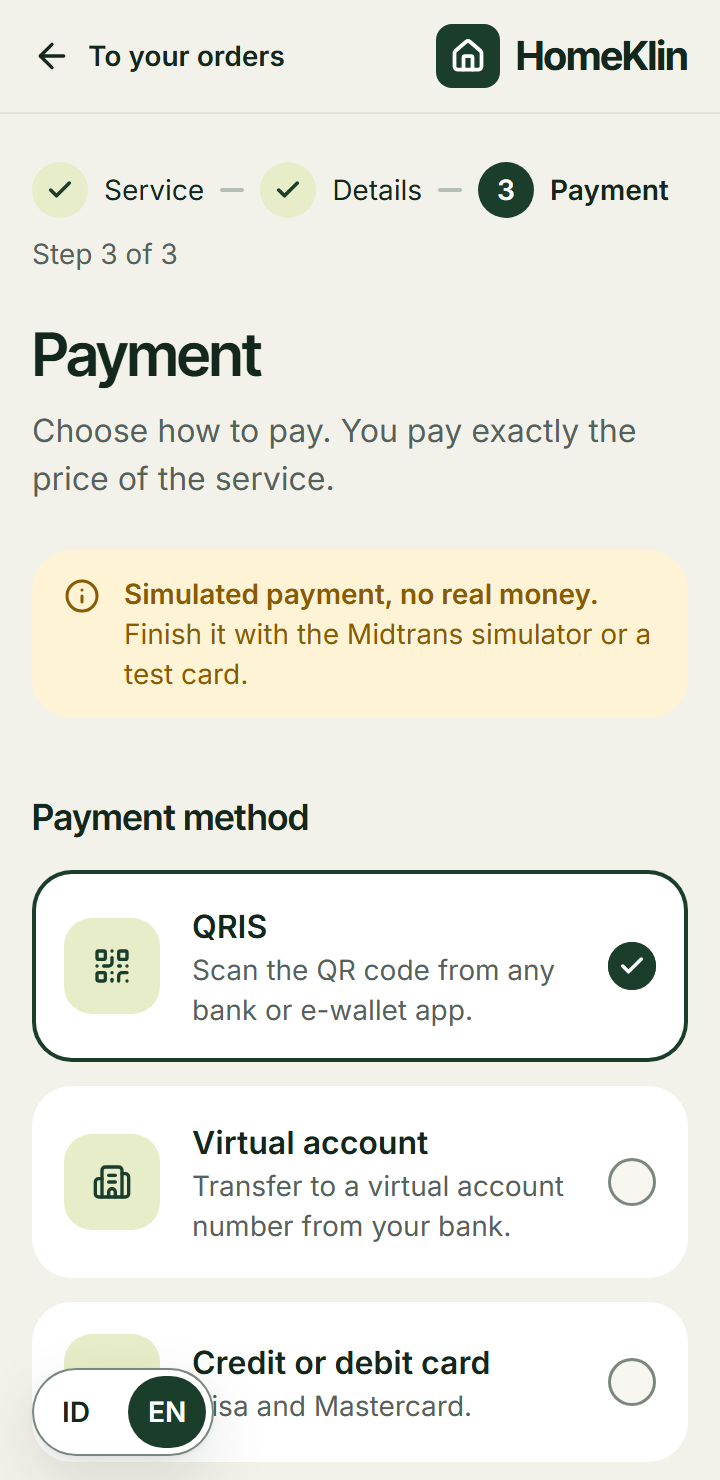 To your orders
HomeKlin
Service
Details
3 Payment
Step 3 of 3
Payment
Choose how to pay. You pay exactly the
price of the service.
Simulated payment, no real money.
Finish it with the Midtrans simulator or a
test card.
Payment method
QRIS
Scan the QR code from any
bank or e-wallet app.
Virtual account
Transfer to a virtual account
number from your bank.
Credit or debit card
and Mastercard.
ID
EN